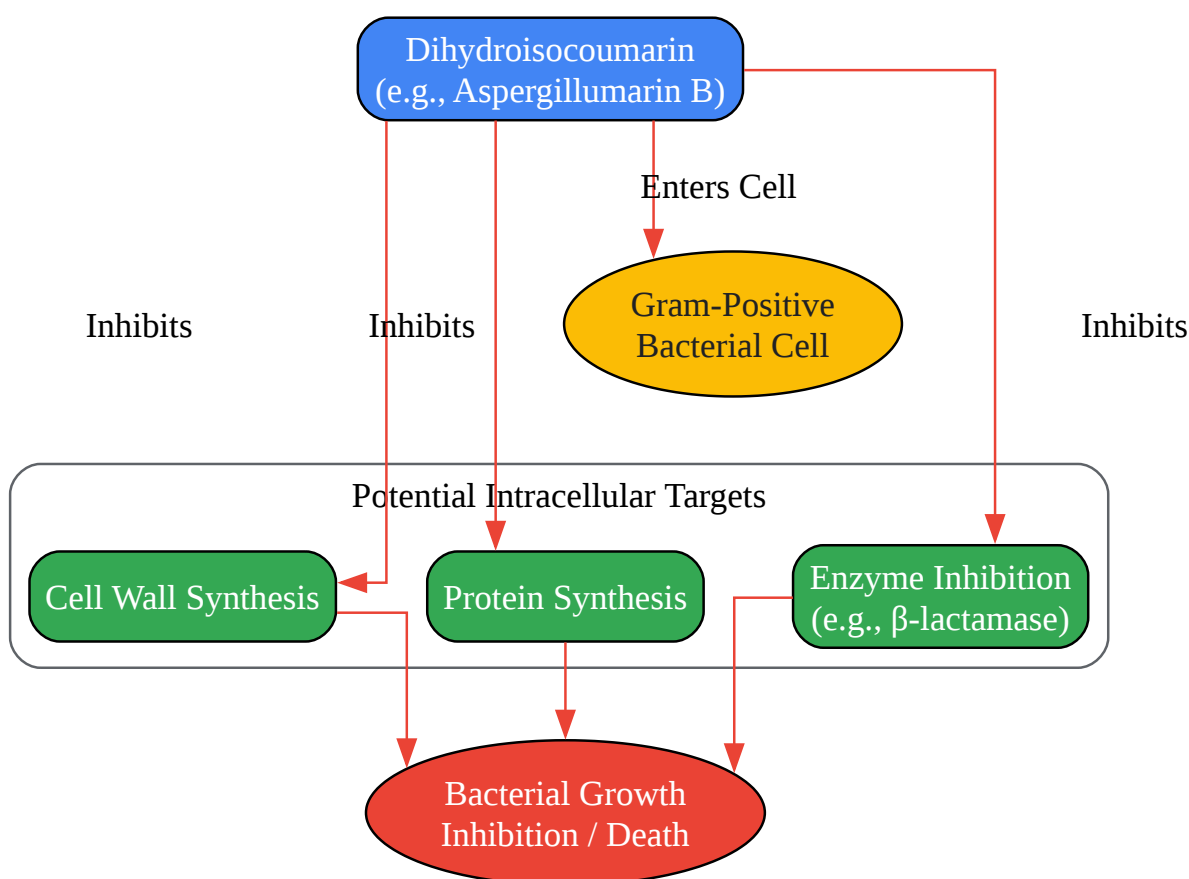 Dihydroisocoumarin
(e.g., Aspergillumarin B)
Enters Cell
Gram-Positive
Bacterial Cell
Inhibits
Inhibits
Inhibits
Potential Intracellular Targets
Cell Wall Synthesis
Protein Synthesis
Enzyme Inhibition
(e.g., β-lactamase)
Bacterial Growth
Inhibition / Death